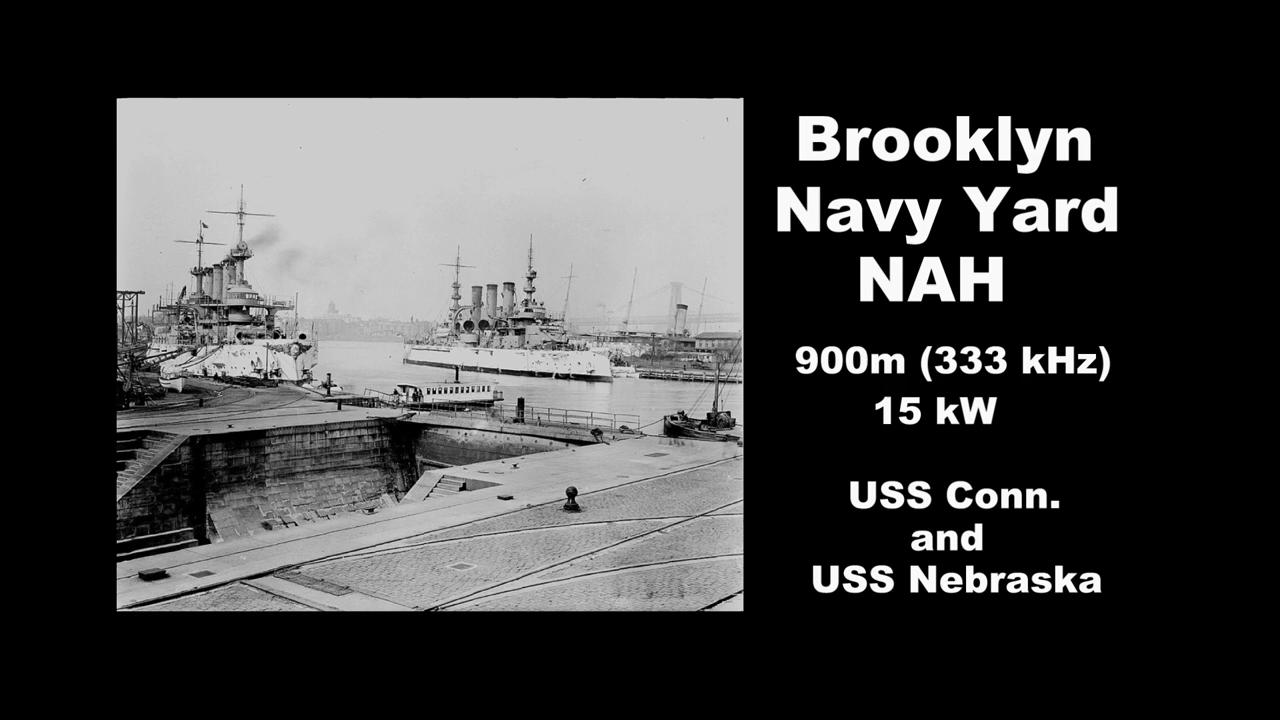 Brooklyn
Navy Yard
NAH
900m (333 kHz)
15 kW
USS Conn.
and
USS Nebraska